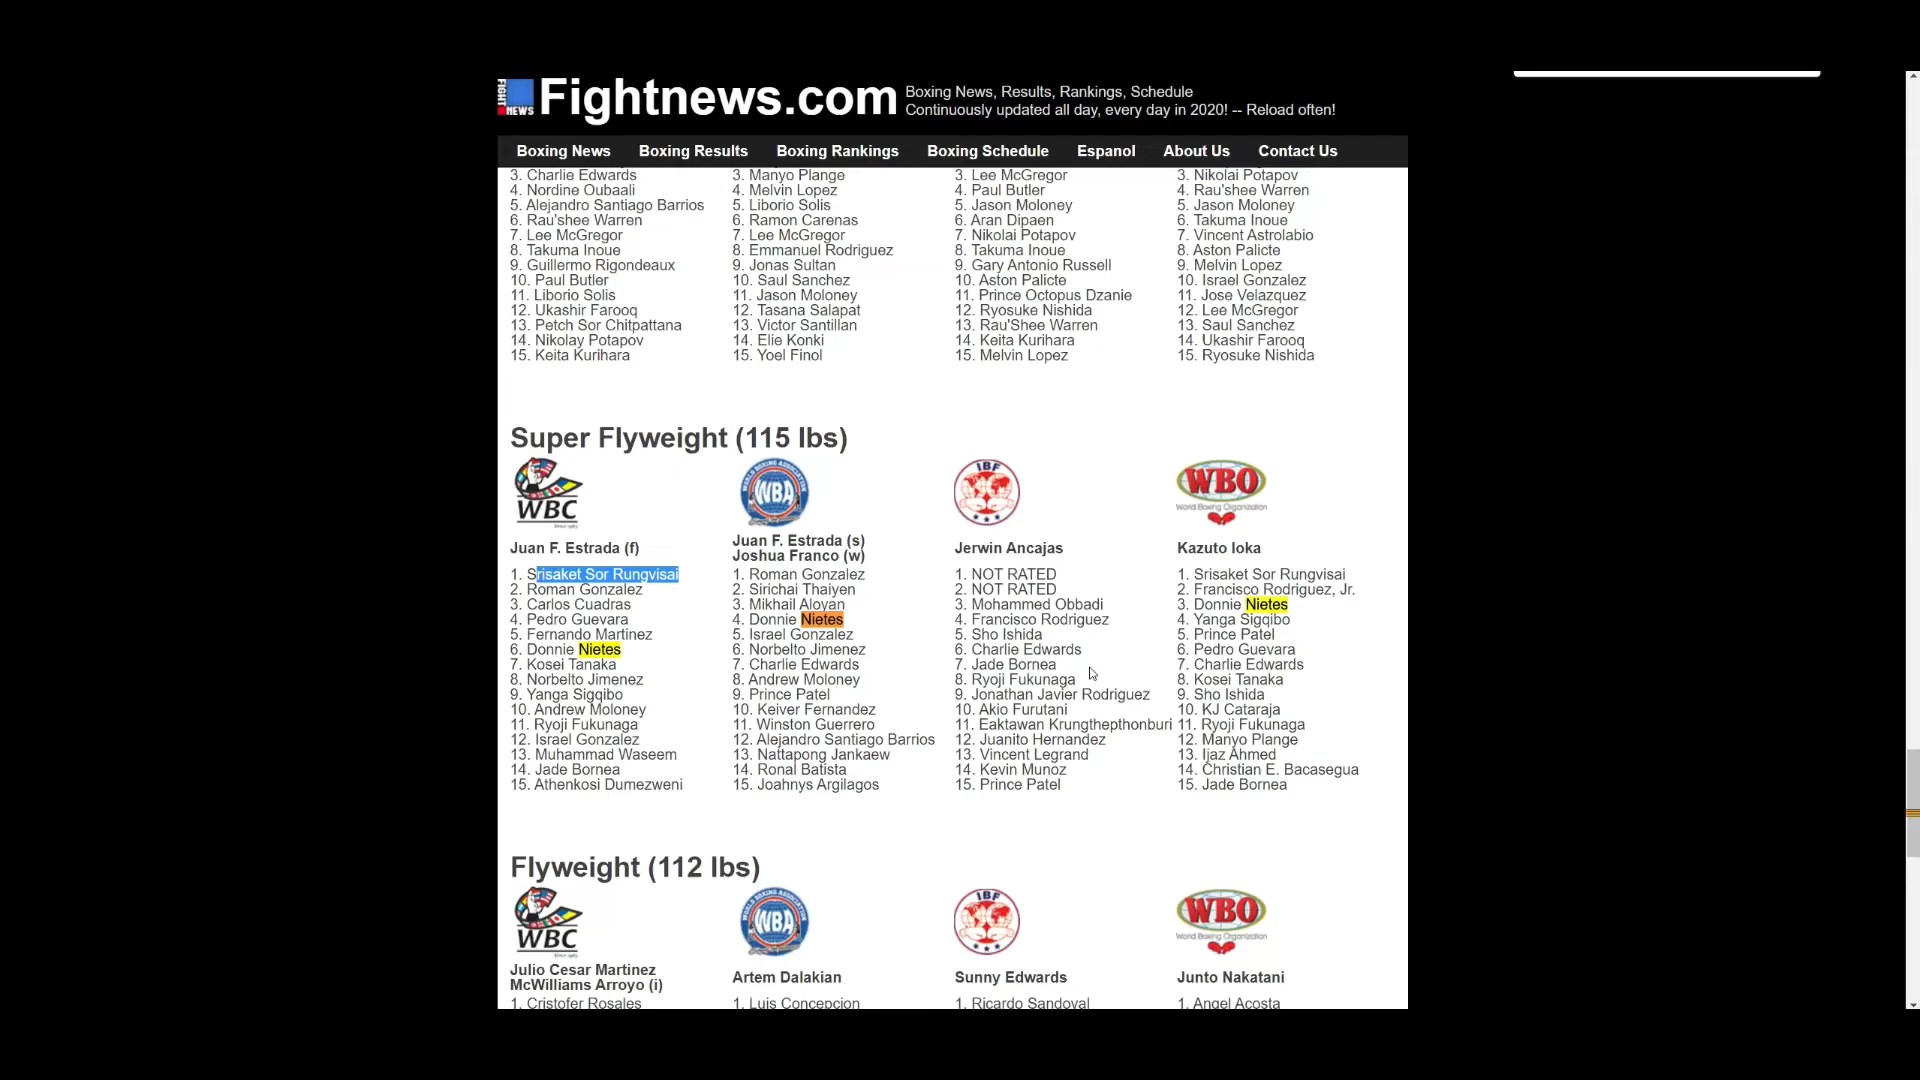 FIGHT NEWS
Fightnews.com
Boxing News, Results, Rankings, Schedule
Continuously updated all day, every day in 2020! -- Reload often!
Boxing News
Boxing Results
Boxing Rankings
Boxing Schedule
Espanol
About Us
Contact Us
3. Charlie Edwards
4. Nordine Oubaali
5. Alejandro Santiago Barrios
6. Rau'shee Warren
7. Lee McGregor
8. Takuma Inoue
9. Guillermo Rigondeaux
10. Paul Butler
11. Liborio Solis
12. Ukashir Farooq
13. Petch Sor Chitpattana
14. Nikolay Potapov
15. Keita Kurihara
3. Manyo Plange
4. Melvin Lopez
5. Liborio Solis
6. Ramon Carenas
7. Lee McGregor
8. Emmanuel Rodriguez
9. Jonas Sultan
10. Saul Sanchez
11. Jason Moloney
12. Tasana Salapat
13. Victor Santillan
14. Elie Konki
15. Yoel Finol
3. Lee McGregor
4. Paul Butler
5. Jason Moloney
6. Aran Dipaen
7. Nikolai Potapov
8. Takuma Inoue
9. Gary Antonio Russell
10. Aston Palicte
11. Prince Octopus Dzanie
12. Ryosuke Nishida
13. Rau'Shee Warren
14. Keita Kurihara
15. Melvin Lopez
3. Nikolai Potapov
4. Rau'shee Warren
5. Jason Moloney
6. Takuma Inoue
7. Vincent Astrolabio
8. Aston Palicte
9. Melvin Lopez
10. Israel Gonzalez
11. Jose Velazquez
12. Lee McGregor
13. Saul Sanchez
14. Ukashir Farooq
15. Ryosuke Nishida
Super Flyweight (115 lbs)
WBC
Juan F. Estrada (f)
1. Srisaket Sor Rungvisai
2. Roman Gonzalez
3. Carlos Cuadras
4. Pedro Guevara
5. Fernando Martinez
6. Donnie Nietes
7. Kosei Tanaka
8. Norbelto Jimenez
9. Yanga Sigqibo
10. Andrew Moloney
11. Ryoji Fukunaga
12. Israel Gonzalez
13. Muhammad Waseem
14. Jade Bornea
15. Athenkosi Dumezweni
WORLD BOXING ASSOCIATION
WBA
Juan F. Estrada (s)
Joshua Franco (w)
1. Roman Gonzalez
2. Sirichai Thaiyen
3. Mikhail Aloyan
4. Donnie Nietes
5. Israel Gonzalez
6. Norbelto Jimenez
7. Charlie Edwards
8. Andrew Moloney
9. Prince Patel
10. Keiver Fernandez
11. Winston Guerrero
12. Alejandro Santiago Barrios
13. Nattapong Jankaew
14. Ronal Batista
15. Joahnys Argilagos
IBF
Jerwin Ancajas
1. NOT RATED
2. NOT RATED
3. Mohammed Obbadi
4. Francisco Rodriguez
5. Sho Ishida
6. Charlie Edwards
7. Jade Bornea
8. Ryoji Fukunaga
9. Jonathan Javier Rodriguez
10. Akio Furutani
11. Eaktawan Krungthepthonburi
12. Juanito Hernandez
13. Vincent Legrand
14. Kevin Munoz
15. Prince Patel
WBO
World Boxing Organization
Kazuto Ioka
1. Srisaket Sor Rungvisai
2. Francisco Rodriguez, Jr.
3. Donnie Nietes
4. Yanga Sigqibo
5. Prince Patel
6. Pedro Guevara
7. Charlie Edwards
8. Kosei Tanaka
9. Sho Ishida
10. KJ Cataraja
11. Ryoji Fukunaga
12. Manyo Plange
13. Ijaz Ahmed
14. Christian E. Bacasegua
15. Jade Bornea
Flyweight (112 lbs)
WBC
Julio Cesar Martinez
McWilliams Arroyo (i)
1. Cristofer Rosales
WORLD BOXING ASSOCIATION
WBA
Artem Dalakian
1. Luis Concepcion
IBF
Sunny Edwards
1. Ricardo Sandoval
WBO
World Boxing Organization
Junto Nakatani
1. Angel Acosta